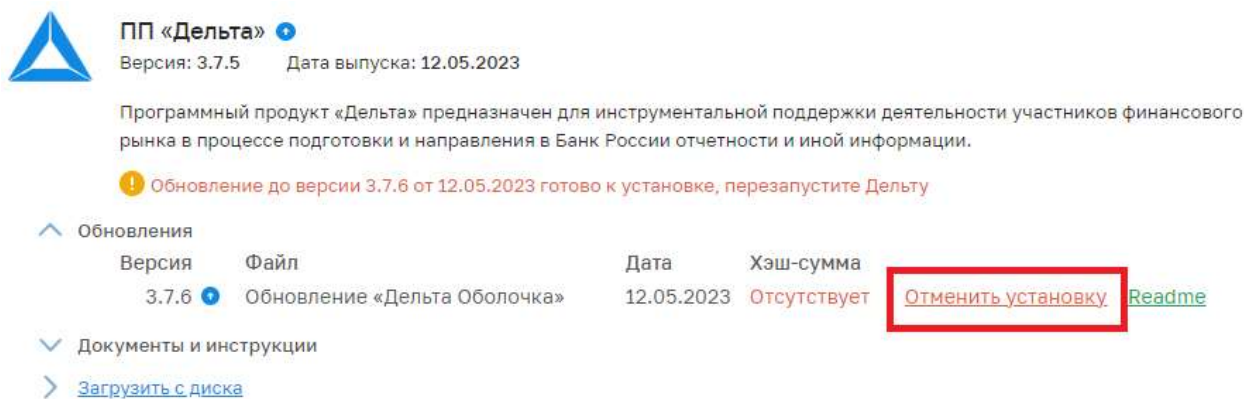 ПП «Дельта»
Версия: 3.7.5 Дата выпуска: 12.05.2023
Программный продукт «Дельта» предназначен для инструментальной поддержки деятельности участников финансового
рынка в процессе подготовки и направления в Банк России отчетности и иной информации.
Обновление до версии 3.7.6 от 12.05.2023 готово к установке, перезапустите Дельту
Обновления
Версия Файл Дата Хэш-сумма
3.7.6 Обновление «Дельта Оболочка» 12.05.2023 Отсутствует Отменить установку Readme
Документы и инструкции
Загрузить с диска